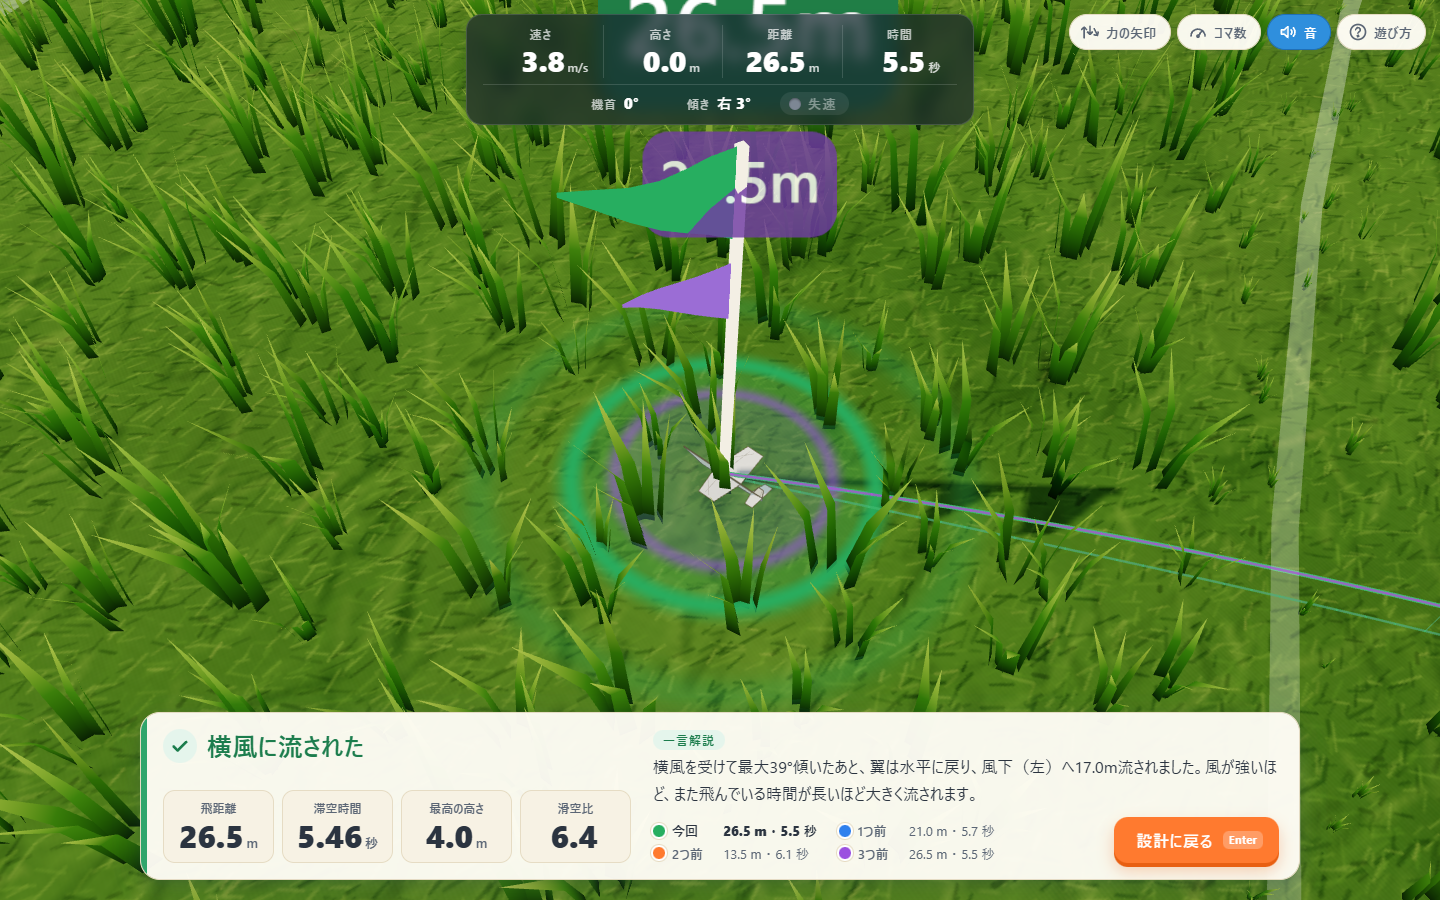 速さ 高さ 距離 時間
3.8 m/s 0.0 m 26.5 m 5.5 秒
機首 0° 傾き 右 3° 失速
力の矢印 コマ数 音 遊び方
横風に流された
飛距離 滞空時間 最高の高さ 滑空比
26.5 m 5.46 秒 4.0 m 6.4
一言解説
横風を受けて最大39°傾いたあと、翼は水平に戻り、風下（左）へ17.0m流されました。風が強いほ
ど、また飛んでいる時間が長いほど大きく流されます。
今回 26.5 m・5.5 秒 1つ前 21.0 m・5.7 秒
2つ前 13.5 m・6.1 秒 3つ前 26.5 m・5.5 秒
設計に戻る Enter